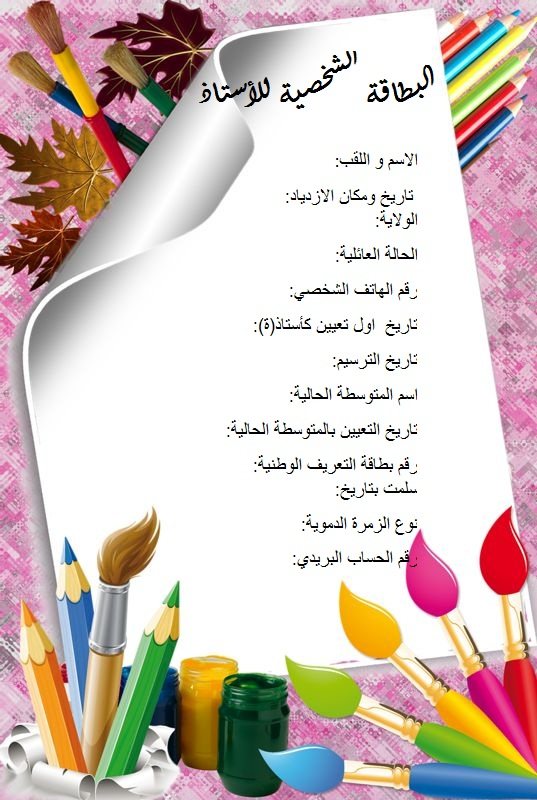 البطاقة الشخصية للأستاذ
الاسم و اللقب:
تاريخ ومكان الازدياد:
الولاية:
الحالة العائلية:
رقم الهاتف الشخصي:
تاريخ اول تعيين كأستاذ(ة):
تاريخ الترسيم:
اسم المتوسطة الحالية:
تاريخ التعيين بالمتوسطة الحالية:
رقم بطاقة التعريف الوطنية:
سلمت بتاريخ:
نوع الزمرة الدموية:
رقم الحساب البريدي: